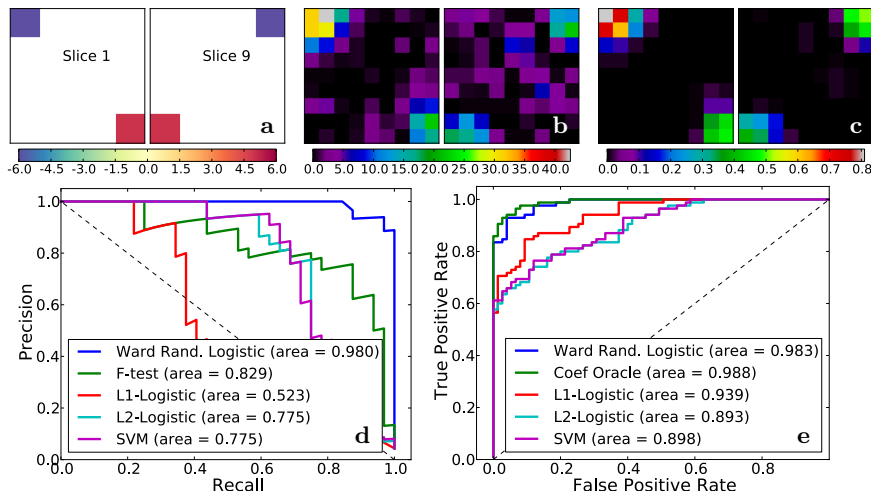 Slice 1
Slice 9
a
b
c
-6.0 -4.5 -3.0 -1.5 0.0 1.5 3.0 4.5 6.0
0.0 5.0 10.0 15.0 20.0 25.0 30.0 35.0 40.0
0.0 0.1 0.2 0.3 0.4 0.5 0.6 0.7 0.8
1.0
0.8
0.6
0.4
0.2
0.0
Precision
Ward Rand. Logistic (area = 0.980)
F-test (area = 0.829)
L1-Logistic (area = 0.523)
L2-Logistic (area = 0.775)
SVM (area = 0.775)
d
0.0 0.2 0.4 0.6 0.8 1.0
Recall
1.0
0.8
0.6
0.4
0.2
0.0
True Positive Rate
Ward Rand. Logistic (area = 0.983)
Coef Oracle (area = 0.988)
L1-Logistic (area = 0.939)
L2-Logistic (area = 0.893)
SVM (area = 0.898)
e
0.0 0.2 0.4 0.6 0.8
False Positive Rate